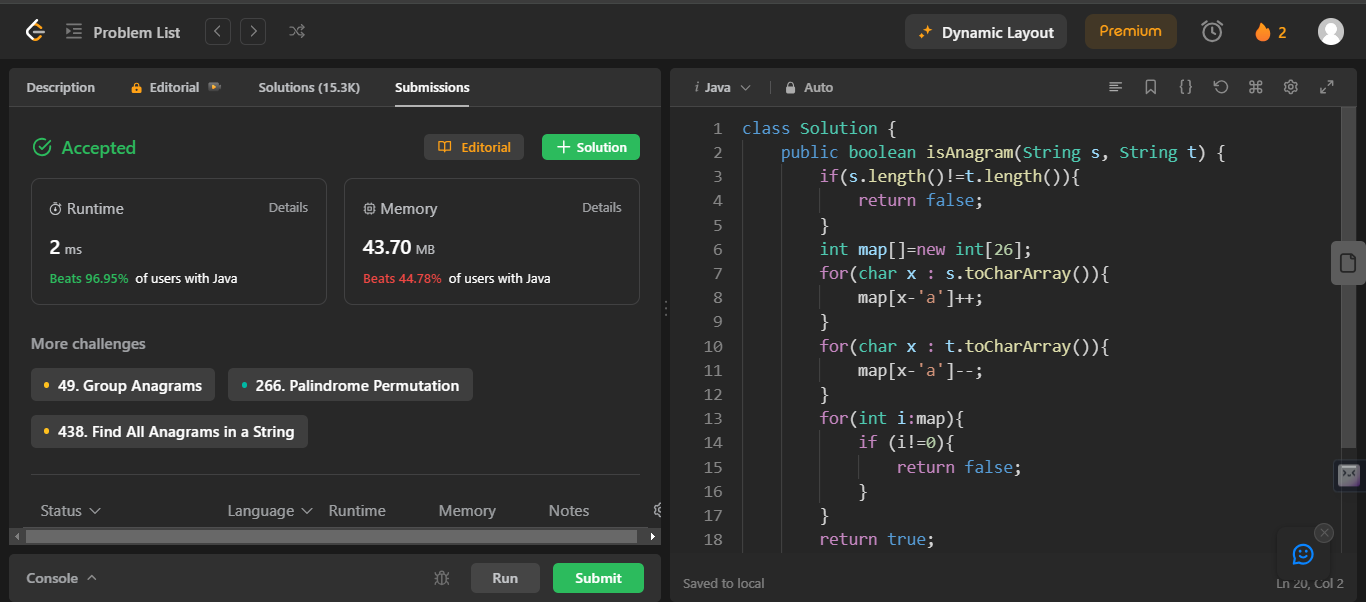 Problem List
Dynamic Layout
Premium
2
Description
Editorial
Solutions (15.3K)
Submissions
Accepted
Editorial
Solution
Runtime
Details
2 ms
Beats 96.95% of users with Java
Memory
Details
43.70 MB
Beats 44.78% of users with Java
More challenges
49. Group Anagrams
266. Palindrome Permutation
438. Find All Anagrams in a String
Status
Language
Runtime
Memory
Notes
Console
Run
Submit
i Java
Auto
1 class Solution {
2 public boolean isAnagram(String s, String t) {
3 if(s.length()!=t.length()){
4 return false;
5 }
6 int map[]=new int[26];
7 for(char x : s.toCharArray()){
8 map[x-'a']++;
9 }
10 for(char x : t.toCharArray()){
11 map[x-'a']--;
12 }
13 for(int i:map){
14 if (i!=0){
15 return false;
16 }
17 }
18 return true;
Saved to local
Ln 20, Col 2